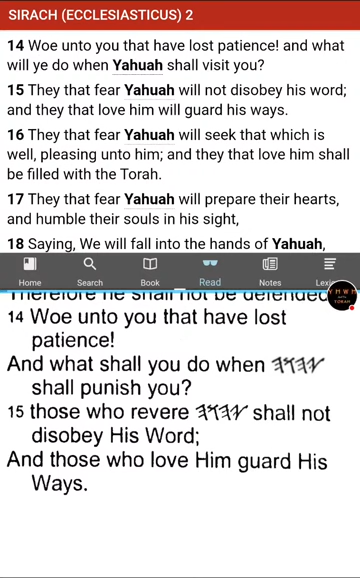 SIRACH (ECCLESIASTICUS) 2
14 Woe unto you that have lost patience! and what
will ye do when Yahuah shall visit you?
15 They that fear Yahuah will not disobey his word;
and they that love him will guard his ways.
16 They that fear Yahuah will seek that which is
well, pleasing unto him; and they that love him shall
be filled with the Torah.
17 They that fear Yahuah will prepare their hearts,
and humble their souls in his sight,
18 Saying, We will fall into the hands of Yahuah,
Home Search Book Read Notes
Therefore he shall not be defended
14 Woe unto you that have lost
patience!
And what shall you do when 𐤉𐤄𐤅𐤄
shall punish you?
15 those who revere 𐤉𐤄𐤅𐤄 shall not
disobey His Word;
And those who love Him guard His
Ways.